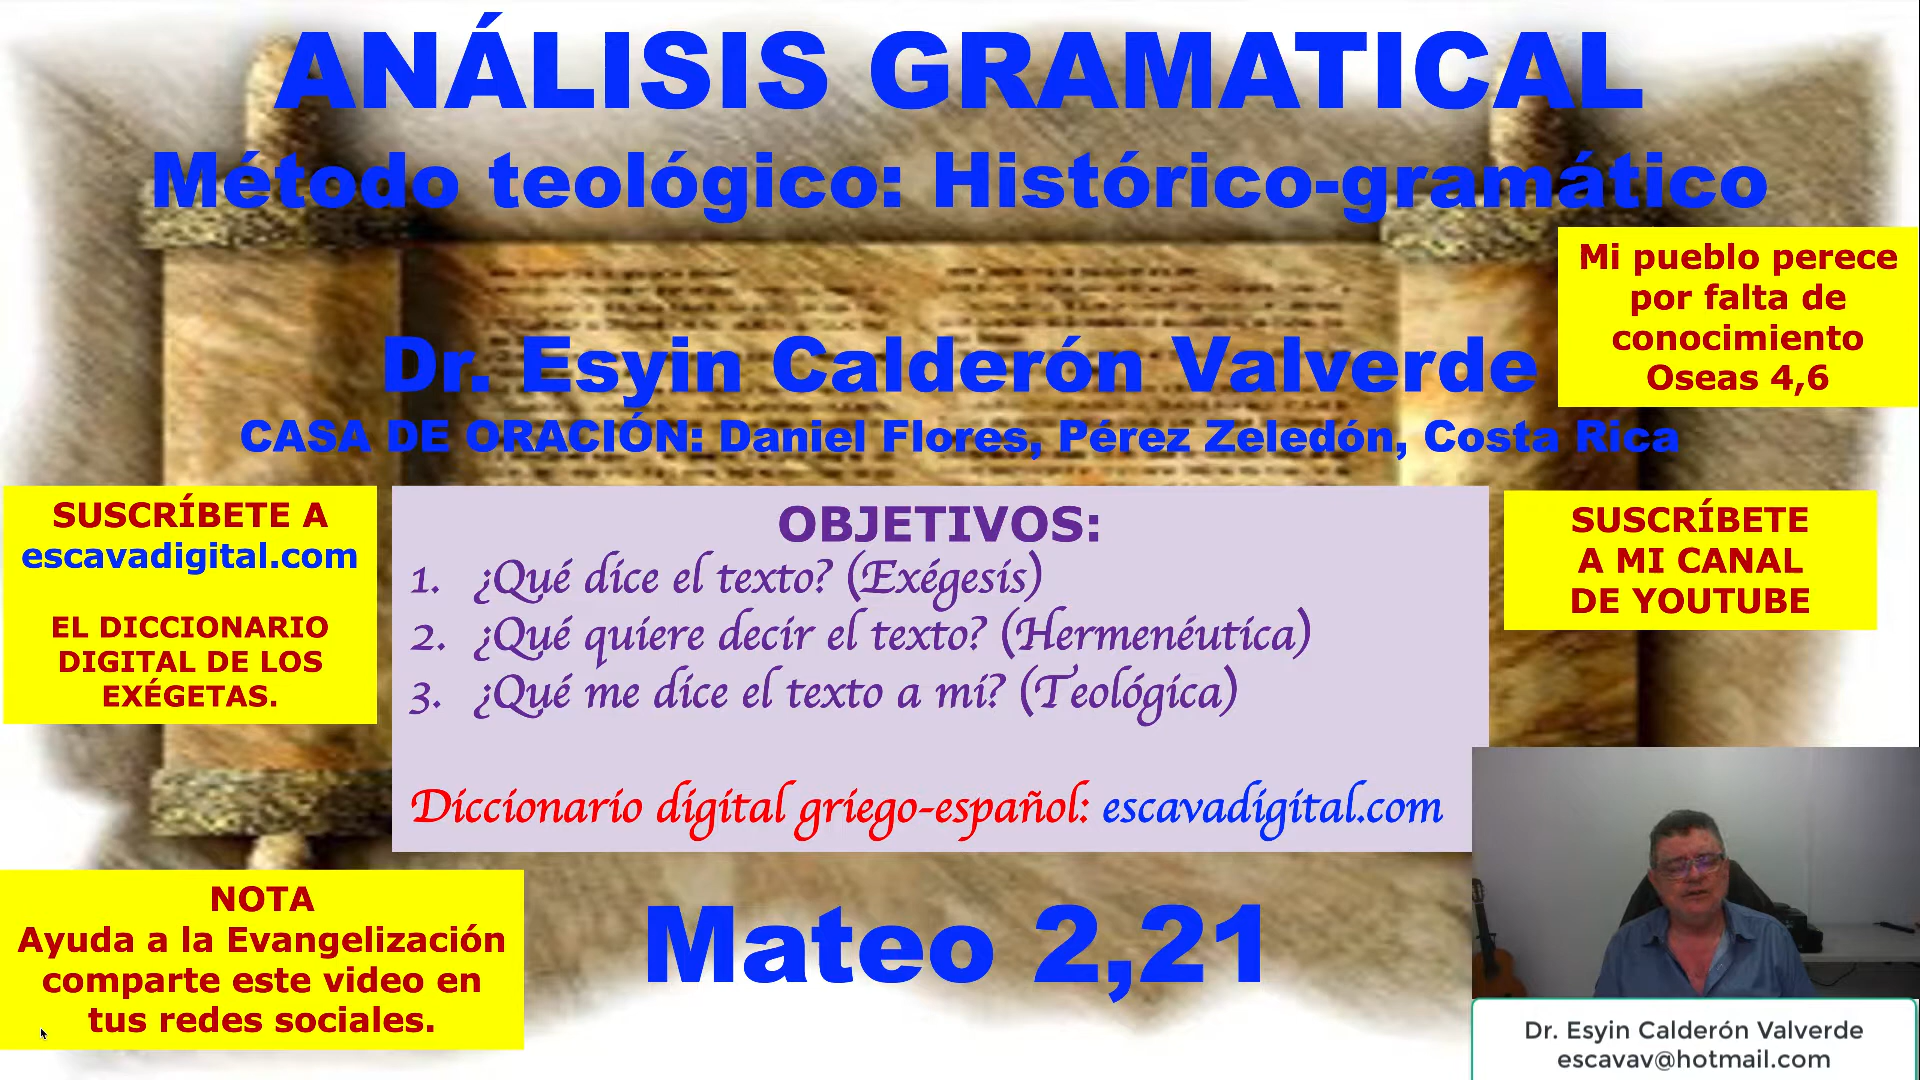 ANÁLISIS GRAMATICAL
Método teológico: Histórico-gramático
Mi pueblo perece
por falta de
conocimiento
Oseas 4,6
Dr. Esyin Calderón Valverde
CASA DE ORACIÓN: Daniel Flores, Pérez Zeledón, Costa Rica
SUSCRÍBETE A
escavadigital.com
EL DICCIONARIO
DIGITAL DE LOS
EXÉGETAS.
OBJETIVOS:
1. ¿Qué dice el texto? (Exégesis)
2. ¿Qué quiere decir el texto? (Hermenéutica)
3. ¿Qué me dice el texto a mí? (Teológica)
Diccionario digital griego-español: escavadigital.com
SUSCRÍBETE
A MI CANAL
DE YOUTUBE
NOTA
Ayuda a la Evangelización
comparte este video en
tus redes sociales.
Mateo 2,21
Dr. Esyin Calderón Valverde
escavav@hotmail.com